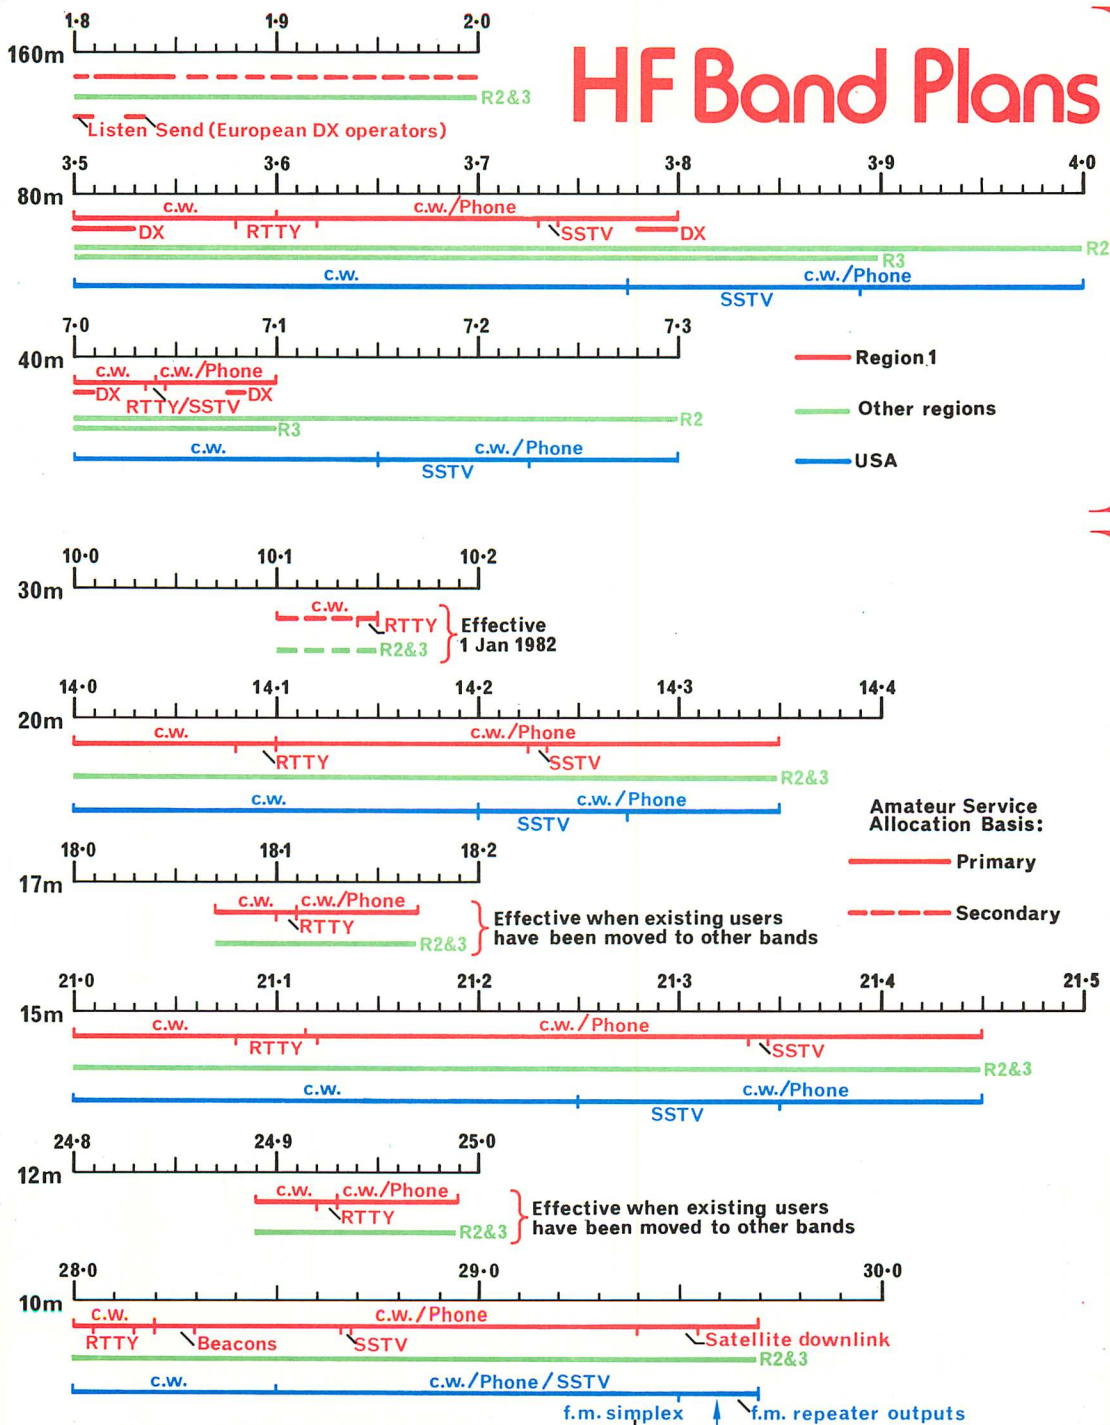 HF Band Plans
1·8 1·9 2·0
160m
R2&3
Listen Send (European DX operators)
3·5 3·6 3·7 3·8 3·9 4·0
80m
c.w. c.w./Phone
DX RTTY SSTV DX
R2
R3
c.w. c.w./Phone
SSTV
7·0 7·1 7·2 7·3
40m
c.w. c.w./Phone
DX DX
RTTY/SSTV
R2
R3
c.w. c.w./Phone
SSTV
Region 1
Other regions
USA
10·0 10·1 10·2
30m
c.w.
RTTY
R2&3
Effective
1 Jan 1982
14·0 14·1 14·2 14·3 14·4
20m
c.w. c.w./Phone
RTTY SSTV
R2&3
c.w. c.w./Phone
SSTV
Amateur Service
Allocation Basis:
Primary
Secondary
18·0 18·1 18·2
17m
c.w. c.w./Phone
RTTY
R2&3
Effective when existing users
have been moved to other bands
21·0 21·1 21·2 21·3 21·4 21·5
15m
c.w. c.w./Phone
RTTY SSTV
R2&3
c.w. c.w./Phone
SSTV
24·8 24·9 25·0
12m
c.w. c.w./Phone
RTTY
R2&3
Effective when existing users
have been moved to other bands
28·0 29·0 30·0
10m
c.w. c.w./Phone
RTTY Beacons SSTV Satellite downlink
R2&3
c.w. c.w./Phone/SSTV
f.m. simplex f.m. repeater outputs